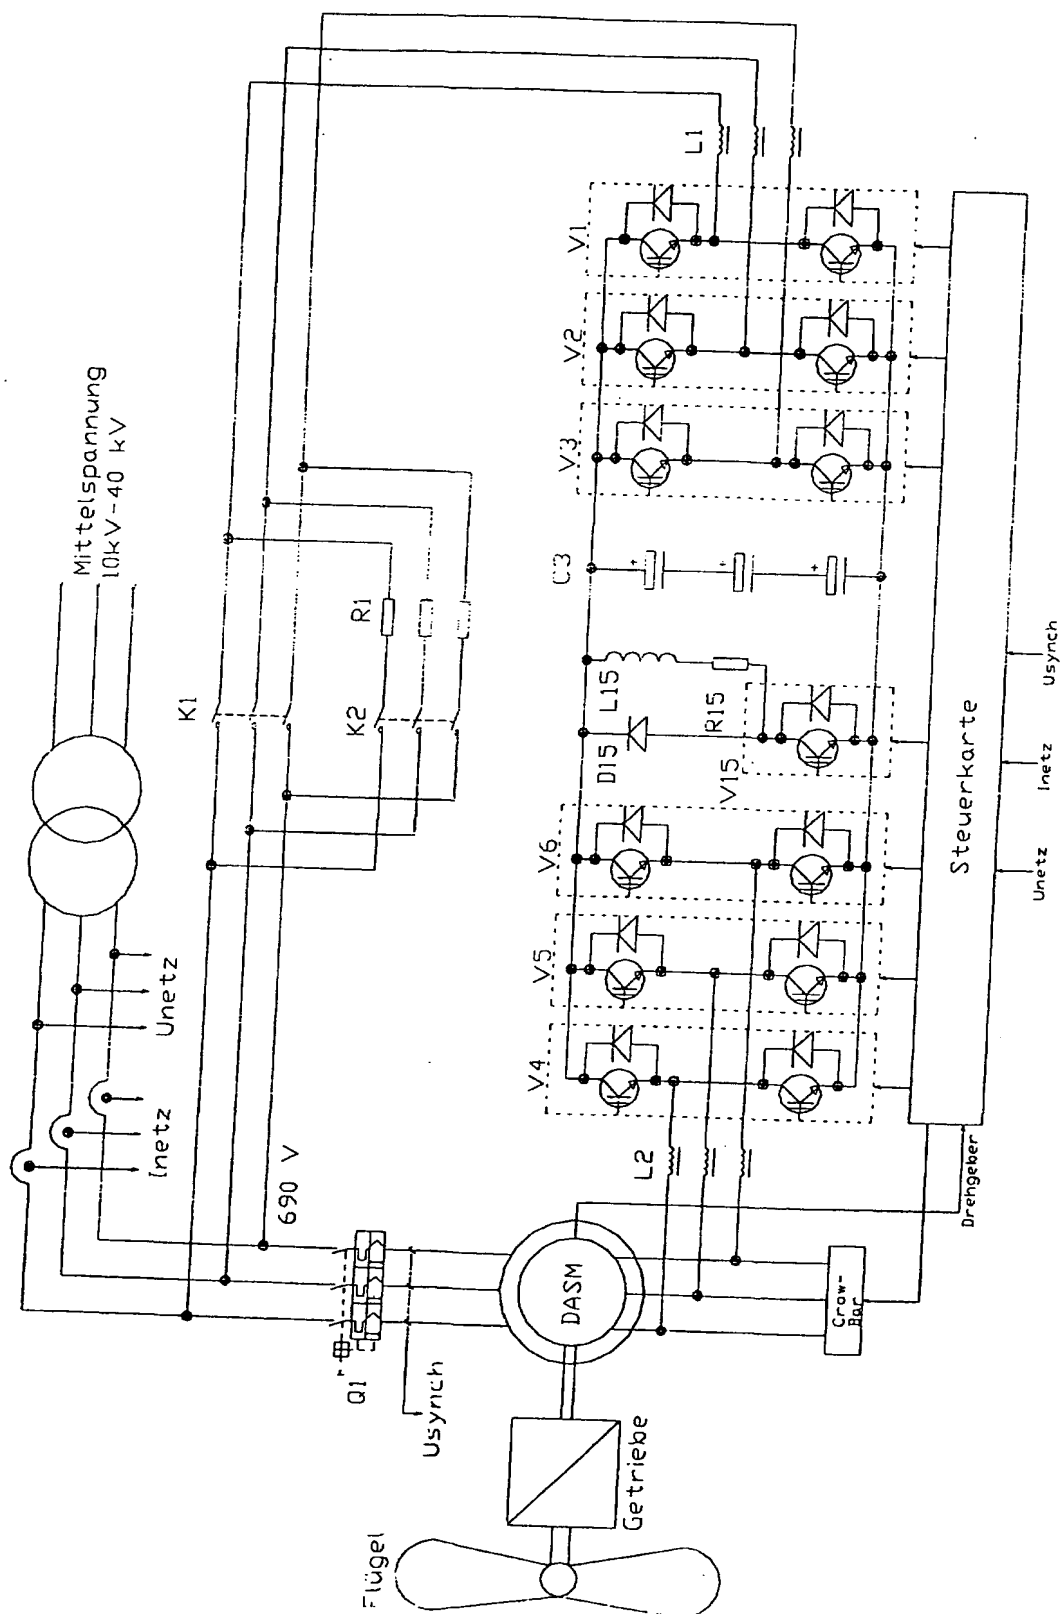 Mittelspannung
10kV-40 kV
Unetz
Inetz
690 V
K1
K2
R1
L1
V1
V2
V3
C3
L15
R15
D15
V15
V6
V5
V4
L2
Steuerkarte
Usynch
Inetz
Unetz
Drehgeber
Q1
Usynch
DASM
Crow-
Bar
Getriebe
Flügel